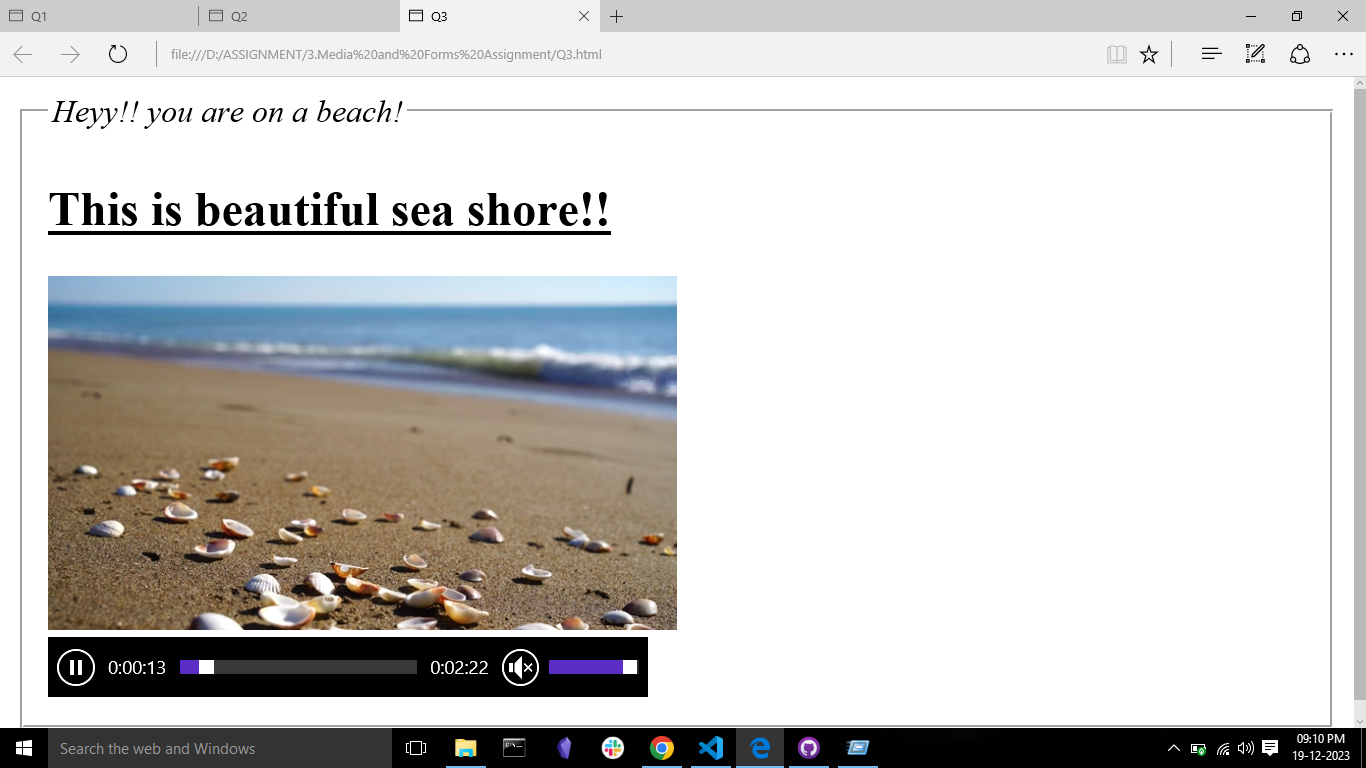 Q1
Q2
Q3
file:///D:/ASSIGNMENT/3.Media%20and%20Forms%20Assignment/Q3.html
Heyy!! you are on a beach!
This is beautiful sea shore!!
0:00:13
0:02:22
Search the web and Windows
09:10 PM
19-12-2023